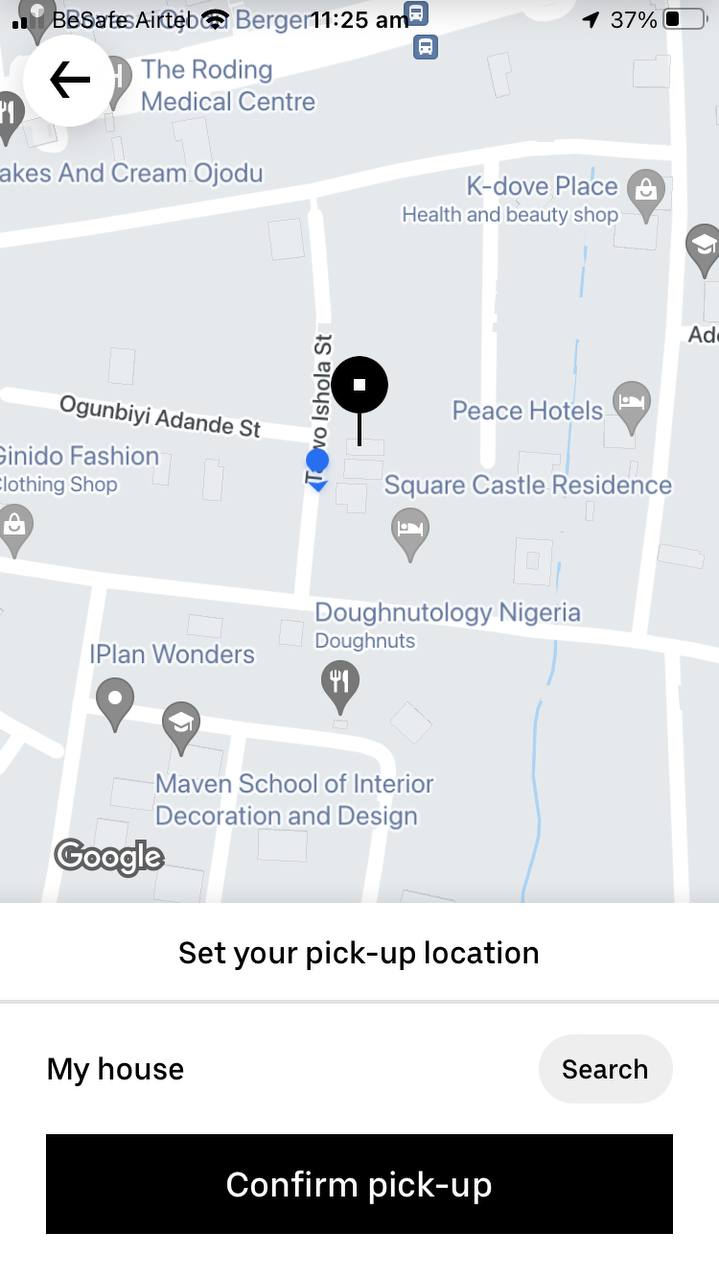 BeSafe Airtel
Berger
11:25 am
37%
The Roding
Medical Centre
akes And Cream Ojodu
K-dove Place
Health and beauty shop
Ishola St
Ogunbiyi Adande St
Peace Hotels
Ginido Fashion
Clothing Shop
Square Castle Residence
Doughnutology Nigeria
Doughnuts
IPlan Wonders
Maven School of Interior
Decoration and Design
Google
Set your pick-up location
My house
Search
Confirm pick-up